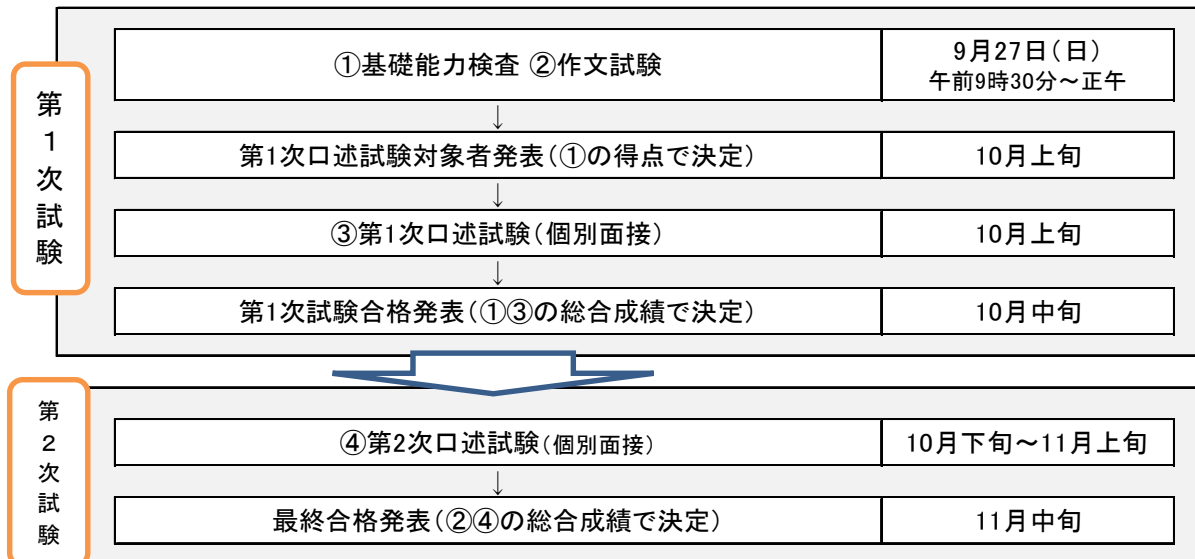 第1次試験
①基礎能力検査 ②作文試験
9月27日(日)
午前9時30分～正午
↓
第1次口述試験対象者発表(①の得点で決定)
10月上旬
↓
③第1次口述試験(個別面接)
10月上旬
↓
第1次試験合格発表(①③の総合成績で決定)
10月中旬
第2次試験
④第2次口述試験(個別面接)
10月下旬～11月上旬
↓
最終合格発表(②④の総合成績で決定)
11月中旬